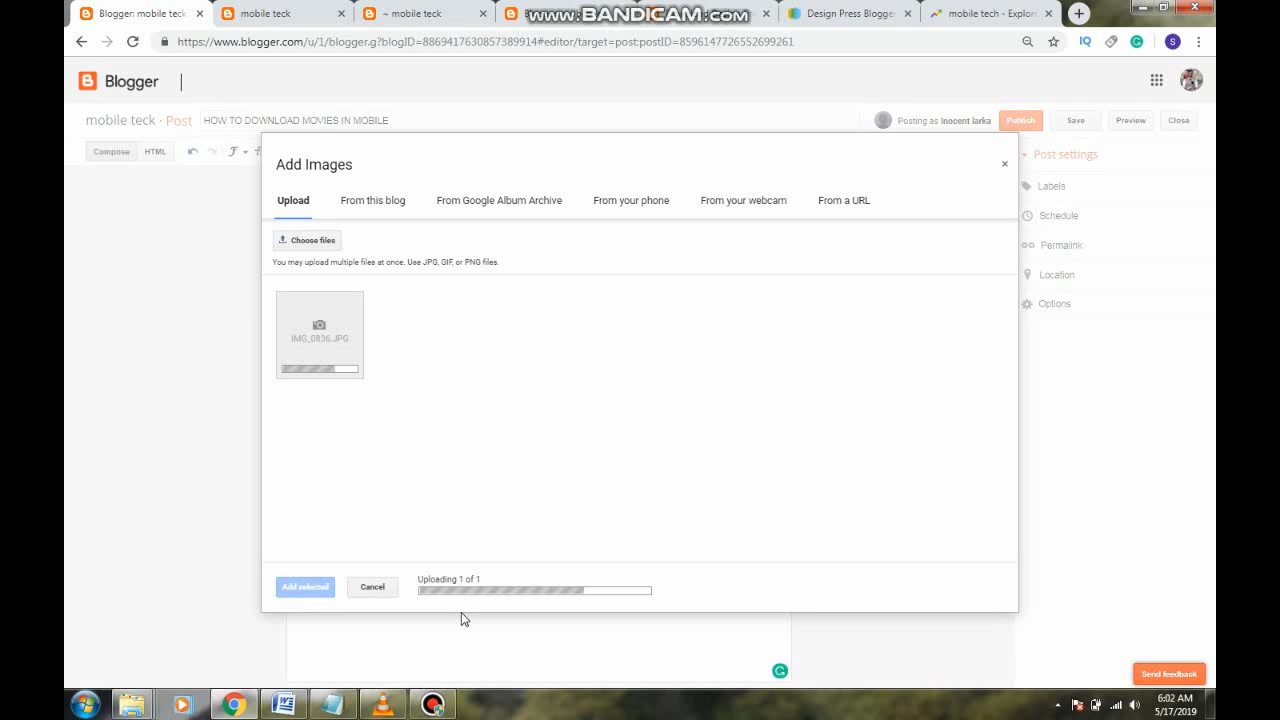 Blogger: mobile teck
mobile teck
~ mobile teck
www.BANDICAM.com
Design Press Blogger
mobile tech - Explor
https://www.blogger.com/u/1/blogger.g?blogID=8869417630857389914#editor/target=post;postID=8596147726552699261
IQ
S
Blogger
mobile teck · Post
HOW TO DOWNLOAD MOVIES IN MOBILE
Posting as inocent larka
Publish
Save
Preview
Close
Compose
HTML
Post settings
Labels
Schedule
Permalink
Location
Options
Add Images
Upload
From this blog
From Google Album Archive
From your phone
From your webcam
From a URL
Choose files
You may upload multiple files at once. Use JPG, GIF, or PNG files.
IMG_0836.JPG
Add selected
Cancel
Uploading 1 of 1
Send feedback
6:02 AM
5/17/2019